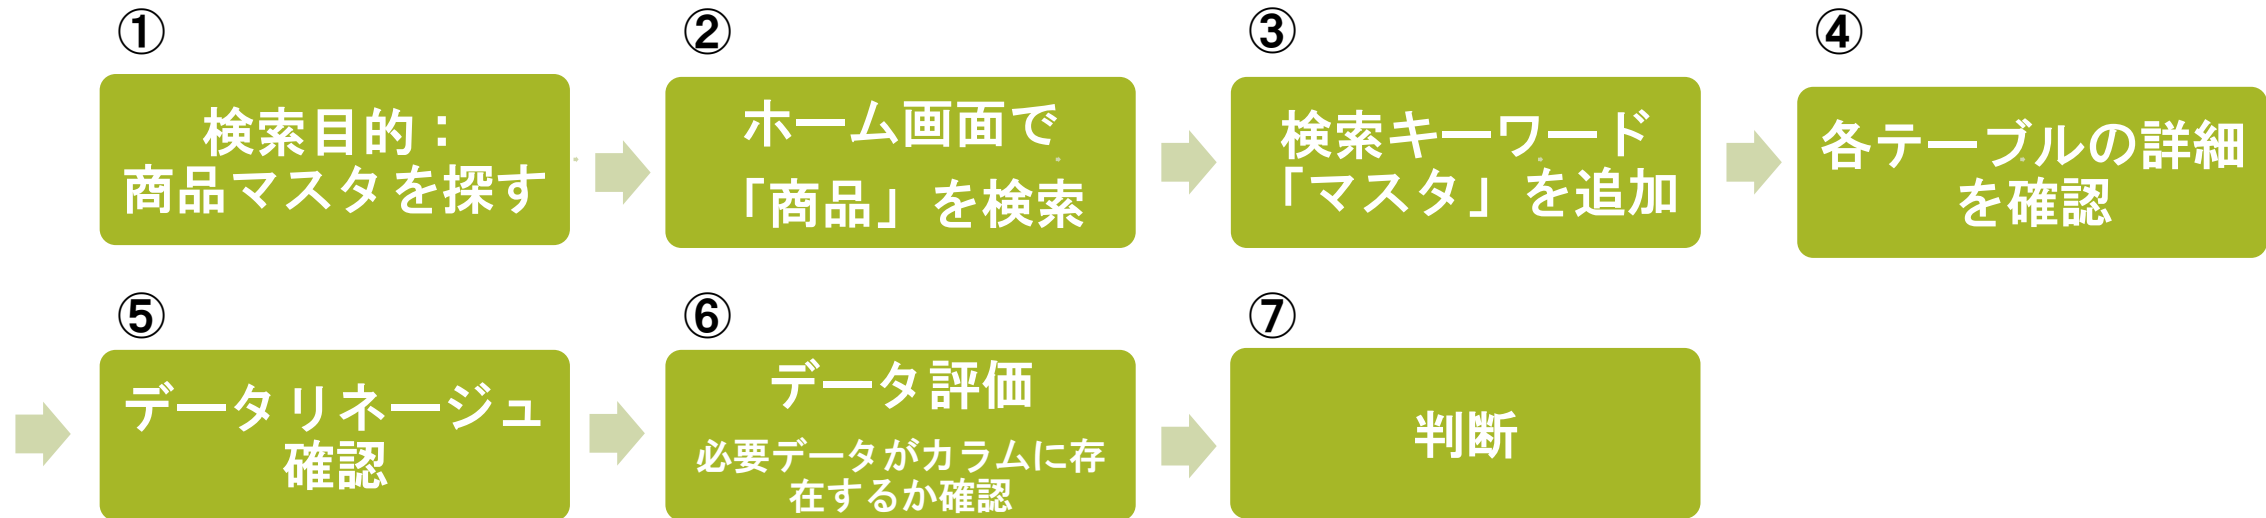 ①
検索目的：
商品マスタを探す
②
ホーム画面で
「商品」を検索
③
検索キーワード
「マスタ」を追加
④
各テーブルの詳細
を確認
⑤
データリネージュ
確認
⑥
データ評価
必要データがカラムに存
在するか確認
⑦
判断